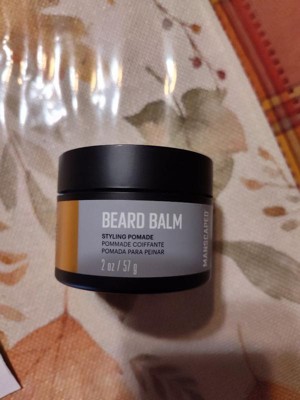 BEARD BALM
STYLING POMADE
POMMADE COIFFANTE
POMADA PARA PEINAR
2 oz / 57 g
MANSCAPED